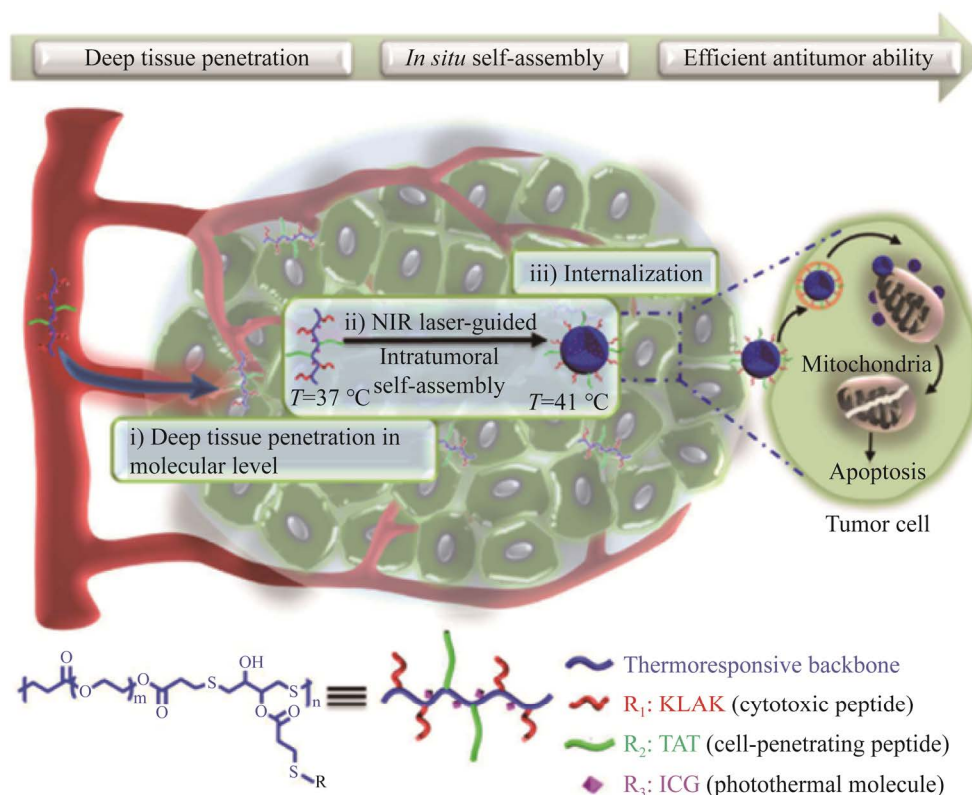 Deep tissue penetration
In situ self-assembly
Efficient antitumor ability
iii) Internalization
ii) NIR laser-guided
Intratumoral
self-assembly
T=37 °C
T=41 °C
i) Deep tissue penetration in
molecular level
Mitochondria
Apoptosis
Tumor cell
O
O
m
O
O
S
OH
S
n
O
O
S
R
Thermoresponsive backbone
R₁: KLAK (cytotoxic peptide)
R₂: TAT (cell-penetrating peptide)
R₃: ICG (photothermal molecule)